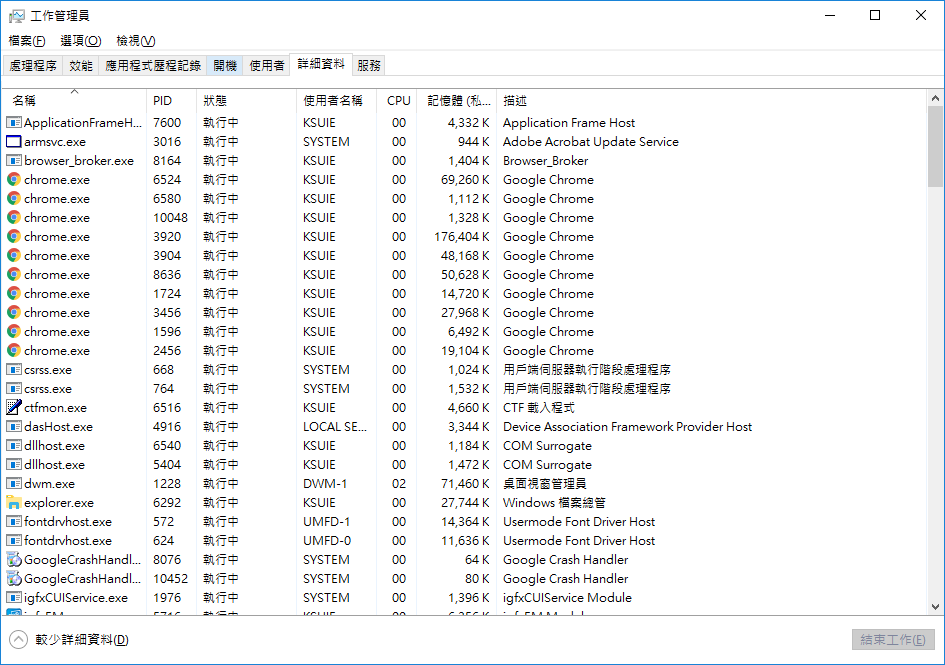 工作管理員
檔案(F) 選項(O) 檢視(V)
處理程序 效能 應用程式歷程記錄 開機 使用者 詳細資料 服務
名稱 PID 狀態 使用者名稱 CPU 記憶體 (私... 描述
ApplicationFrameH... 7600 執行中 KSUIE 00 4,332 K Application Frame Host
armsvc.exe 3016 執行中 SYSTEM 00 944 K Adobe Acrobat Update Service
browser_broker.exe 8164 執行中 KSUIE 00 1,404 K Browser_Broker
chrome.exe 6524 執行中 KSUIE 00 69,260 K Google Chrome
chrome.exe 6580 執行中 KSUIE 00 1,112 K Google Chrome
chrome.exe 10048 執行中 KSUIE 00 1,328 K Google Chrome
chrome.exe 3920 執行中 KSUIE 00 176,404 K Google Chrome
chrome.exe 3904 執行中 KSUIE 00 48,168 K Google Chrome
chrome.exe 8636 執行中 KSUIE 00 50,628 K Google Chrome
chrome.exe 1724 執行中 KSUIE 00 14,720 K Google Chrome
chrome.exe 3456 執行中 KSUIE 00 27,968 K Google Chrome
chrome.exe 1596 執行中 KSUIE 00 6,492 K Google Chrome
chrome.exe 2456 執行中 KSUIE 00 19,104 K Google Chrome
csrss.exe 668 執行中 SYSTEM 00 1,024 K 用戶端伺服器執行階段處理程序
csrss.exe 764 執行中 SYSTEM 00 1,532 K 用戶端伺服器執行階段處理程序
ctfmon.exe 6516 執行中 KSUIE 00 4,660 K CTF 載入程式
dasHost.exe 4916 執行中 LOCAL SE... 00 3,344 K Device Association Framework Provider Host
dllhost.exe 6540 執行中 KSUIE 00 1,184 K COM Surrogate
dllhost.exe 5404 執行中 KSUIE 00 1,472 K COM Surrogate
dwm.exe 1228 執行中 DWM-1 02 71,460 K 桌面視窗管理員
explorer.exe 6292 執行中 KSUIE 00 27,744 K Windows 檔案總管
fontdrvhost.exe 572 執行中 UMFD-1 00 14,364 K Usermode Font Driver Host
fontdrvhost.exe 624 執行中 UMFD-0 00 11,636 K Usermode Font Driver Host
GoogleCrashHandl... 8076 執行中 SYSTEM 00 64 K Google Crash Handler
GoogleCrashHandl... 10452 執行中 SYSTEM 00 80 K Google Crash Handler
igfxCUIService.exe 1976 執行中 SYSTEM 00 1,396 K igfxCUIService Module
較少詳細資料(D) 結束工作(E)